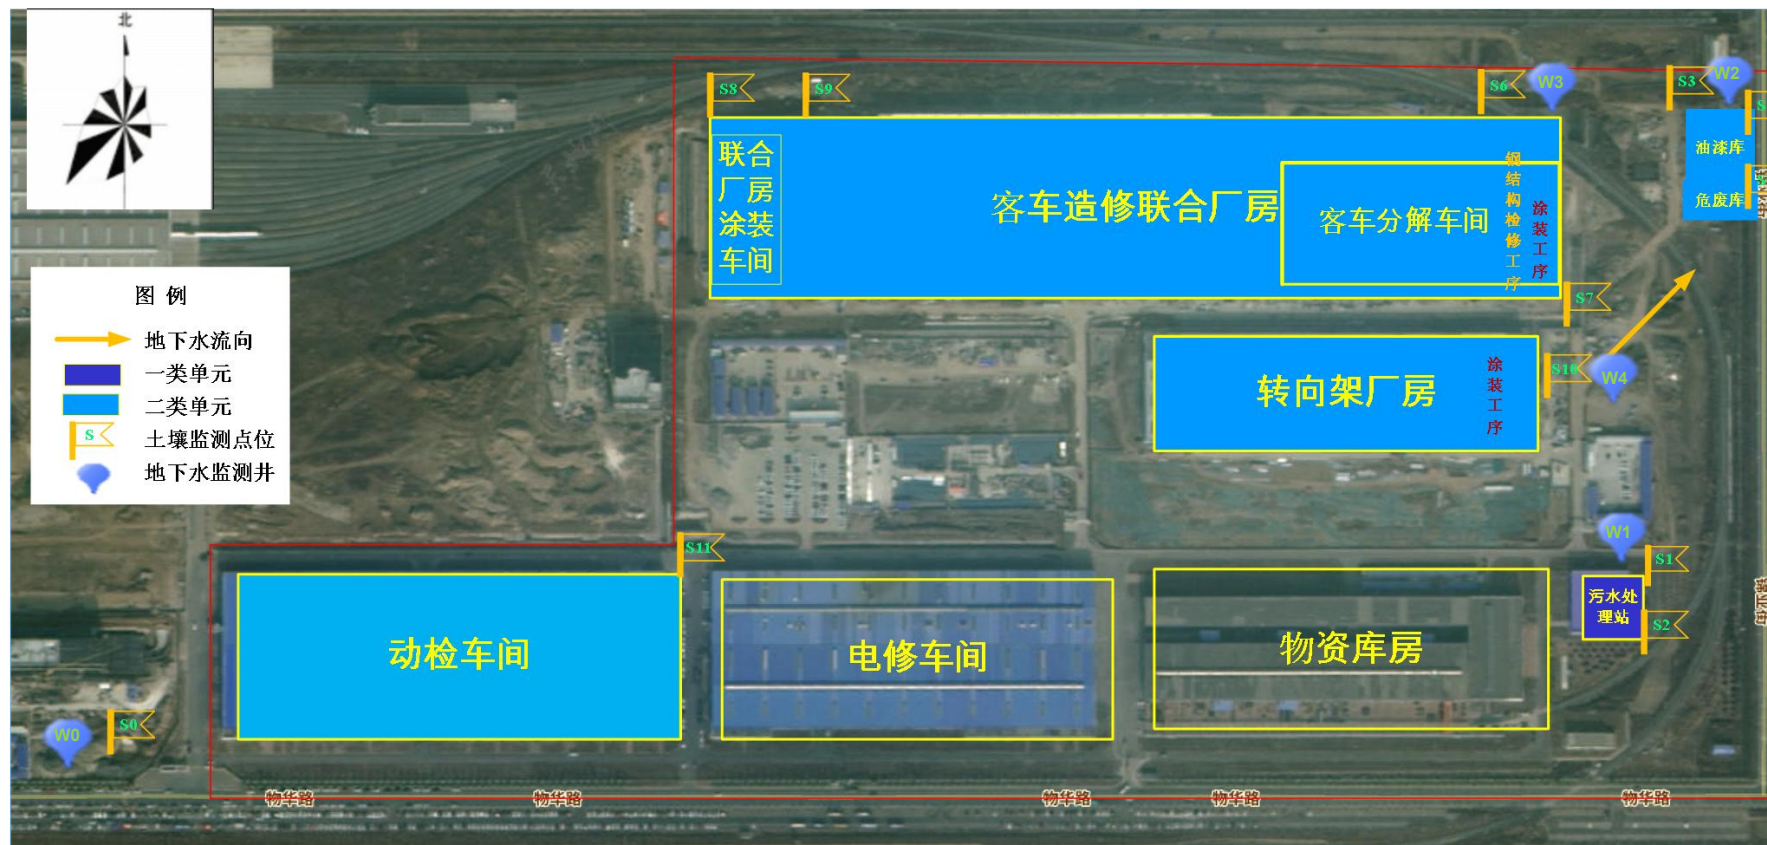 北
S8
S9
S6
W3
S3
W2
S
联合
厂房
涂装
车间
客车造修联合厂房
客车分解车间
钢结构检修工序
涂装工序
油漆库
危废库
S7
图 例
地下水流向
一类单元
二类单元
S
土壤监测点位
地下水监测井
转向架厂房
涂装工序
S10
W4
W1
S11
S1
污水处
理站
S2
动检车间
电修车间
物资库房
W0
S0
物华路
物华路
物华路
物华路
物华路